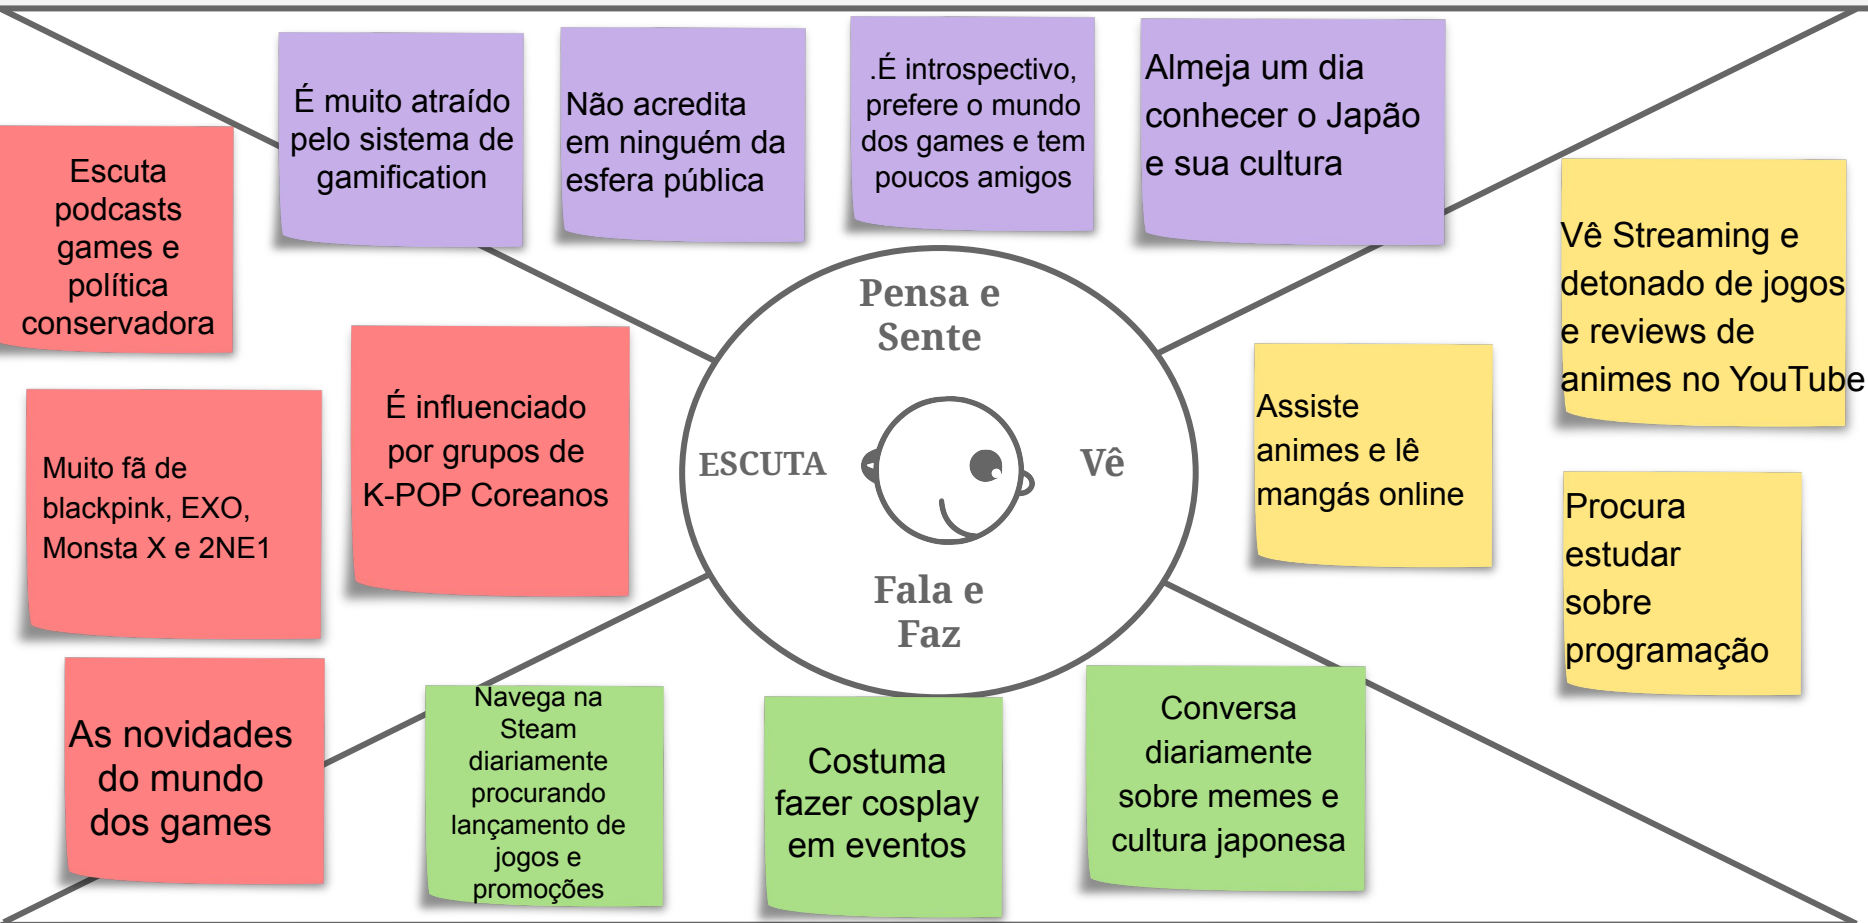 É muito atraído
pelo sistema de
gamification
Não acredita
em ninguém da
esfera pública
.É introspectivo,
prefere o mundo
dos games e tem
poucos amigos
Almeja um dia
conhecer o Japão
e sua cultura
Escuta
podcasts
games e
política
conservadora
É influenciado
por grupos de
K-POP Coreanos
Muito fã de
blackpink, EXO,
Monsta X e 2NE1
As novidades
do mundo
dos games
Pensa e
Sente
ESCUTA
Vê
Fala e
Faz
Vê Streaming e
detonado de jogos
e reviews de
animes no YouTube
Assiste
animes e lê
mangás online
Procura
estudar
sobre
programação
Navega na
Steam
diariamente
procurando
lançamento de
jogos e
promoções
Costuma
fazer cosplay
em eventos
Conversa
diariamente
sobre memes e
cultura japonesa